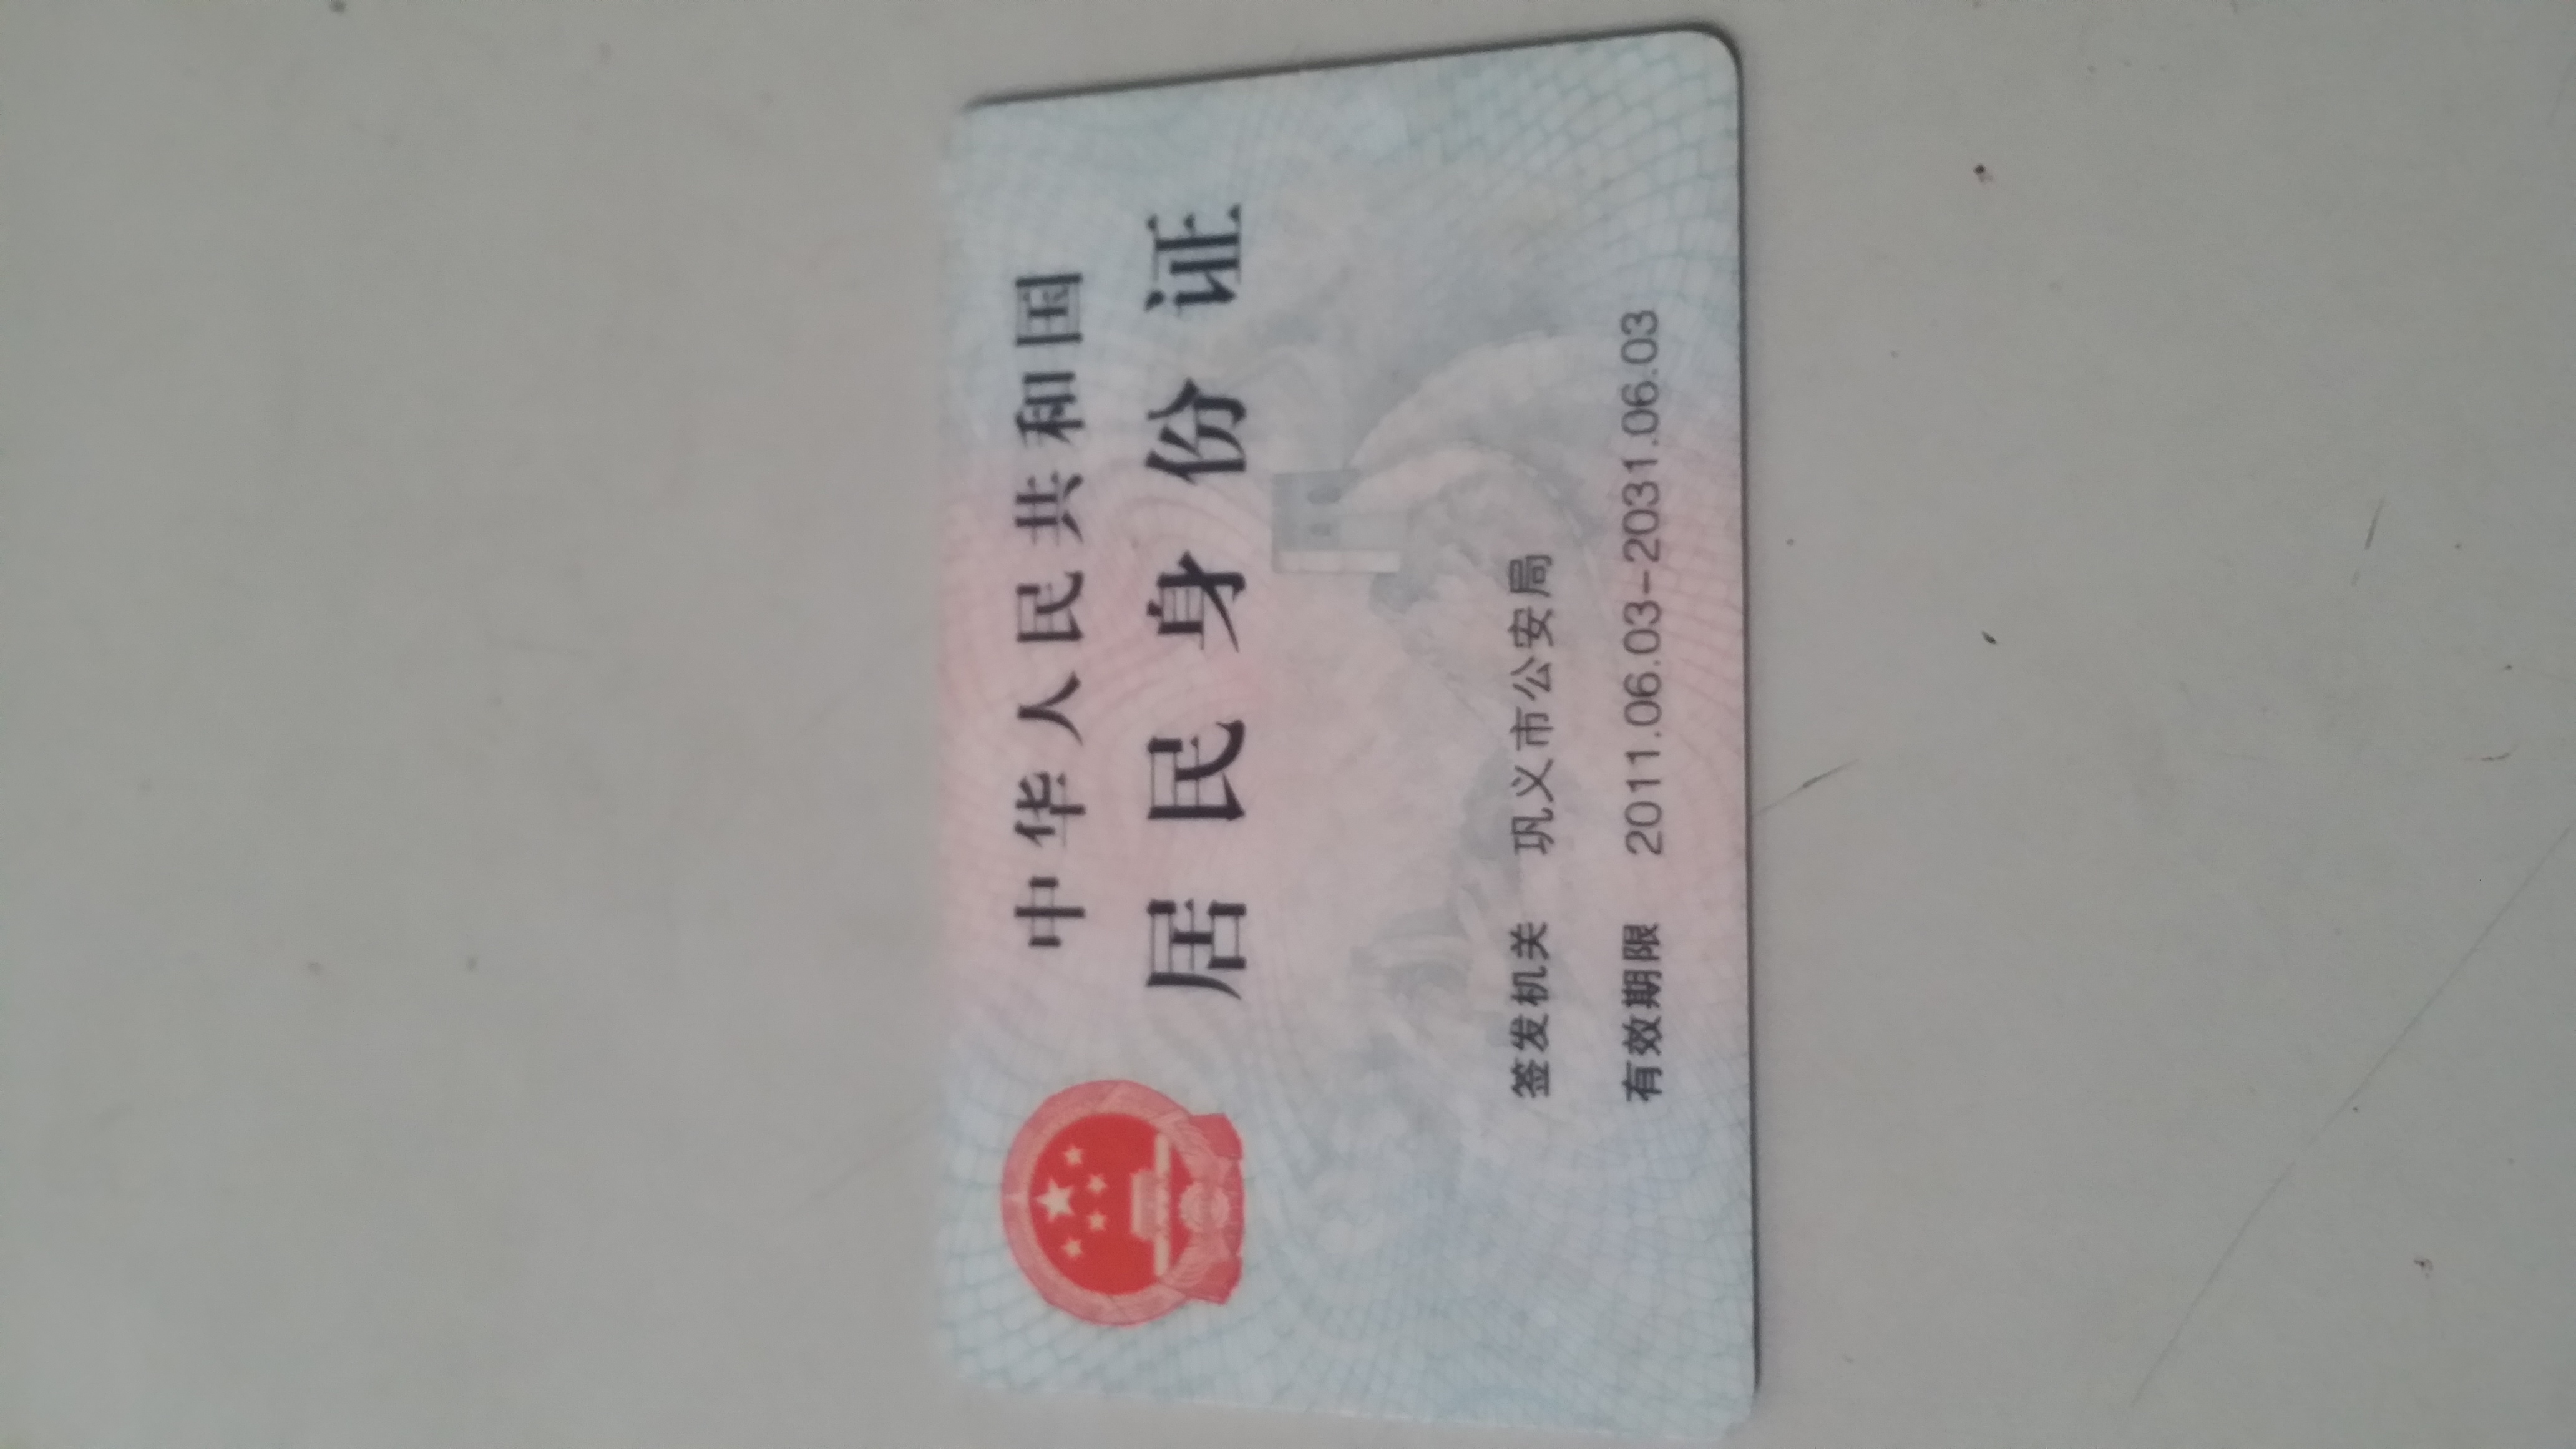 中华人民共和国
居民身份证
签发机关 巩义市公安局
有效期限 2011.06.03-2031.06.03